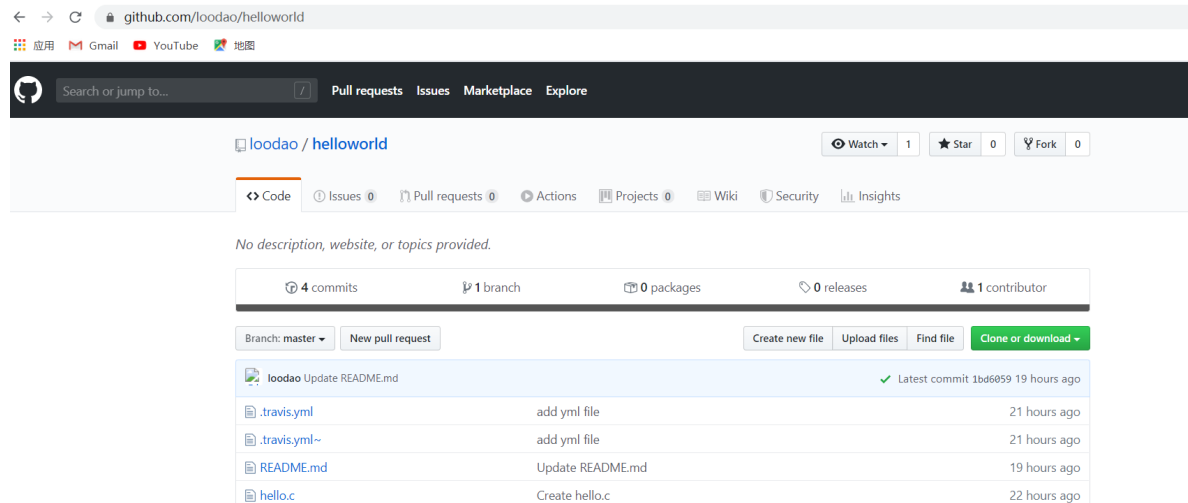 github.com/loodao/helloworld
应用 Gmail YouTube 地图
Search or jump to... / Pull requests Issues Marketplace Explore
loodao / helloworld Watch 1 Star 0 Fork 0
Code Issues 0 Pull requests 0 Actions Projects 0 Wiki Security Insights
No description, website, or topics provided.
4 commits 1 branch 0 packages 0 releases 1 contributor
Branch: master New pull request Create new file Upload files Find file Clone or download
loodao Update README.md Latest commit 1bd6059 19 hours ago
.travis.yml add yml file 21 hours ago
.travis.yml~ add yml file 21 hours ago
README.md Update README.md 19 hours ago
hello.c Create hello.c 22 hours ago